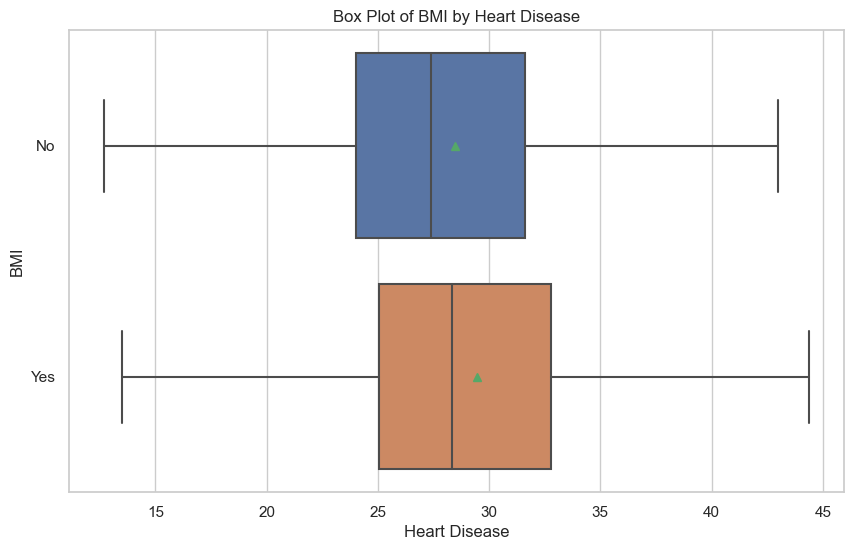 Box Plot of BMI by Heart Disease
No
BMI
Yes
15 20 25 30 35 40 45
Heart Disease